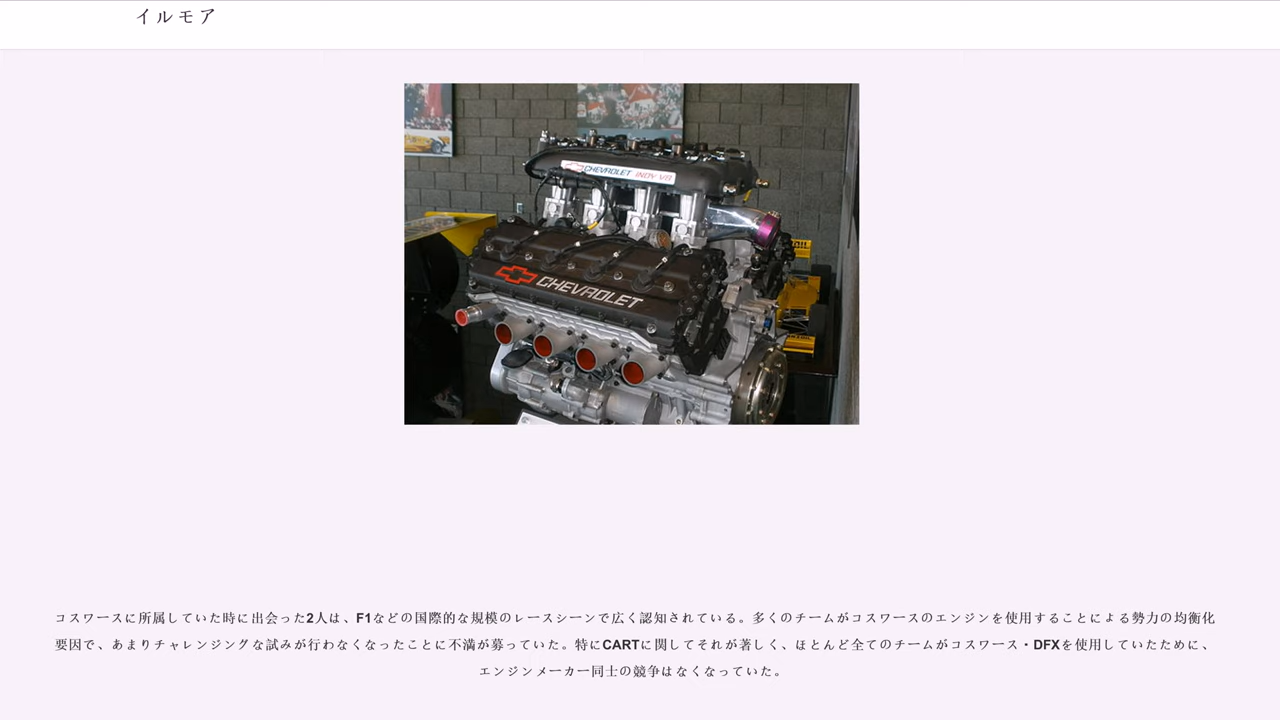 イルモア
CHEVROLET INDY V8
CHEVROLET
コスワースに所属していた時に出会った2人は、F1などの国際的な規模のレースシーンで広く認知されている。多くのチームがコスワースのエンジンを使用することによる勢力の均衡化
要因で、あまりチャレンジングな試みが行わなくなったことに不満が募っていた。特にCARTに関してそれが著しく、ほとんど全てのチームがコスワース・DFXを使用していたために、
エンジンメーカー同士の競争はなくなっていた。